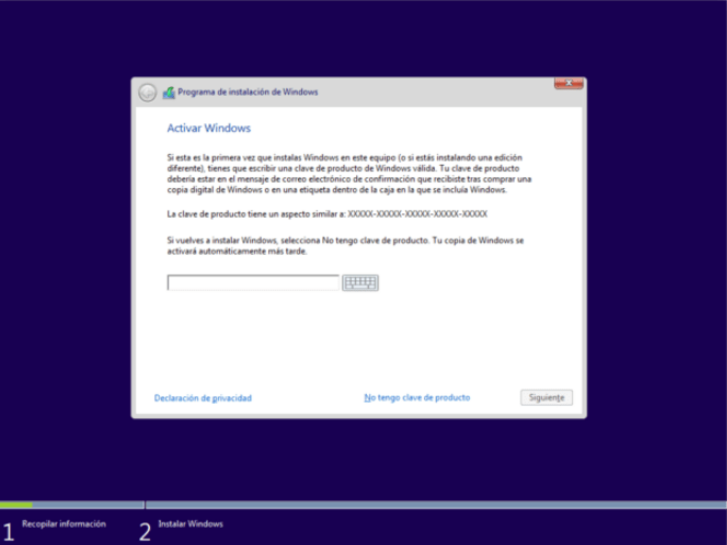 Programa de instalación de Windows
Activar Windows
Si esta es la primera vez que instalas Windows en este equipo (o si estás instalando una edición
diferente), tienes que escribir una clave de producto de Windows válida. Tu clave de producto
debería estar en el mensaje de correo electrónico de confirmación que recibiste tras comprar una
copia digital de Windows o en una etiqueta dentro de la caja en la que se incluía Windows.
La clave de producto tiene un aspecto similar a: XXXXX-XXXXX-XXXXX-XXXXX-XXXXX
Si vuelves a instalar Windows, selecciona No tengo clave de producto. Tu copia de Windows se
activará automáticamente más tarde.
Declaración de privacidad
No tengo clave de producto
Siguiente
1 Recopilar información
2 Instalar Windows